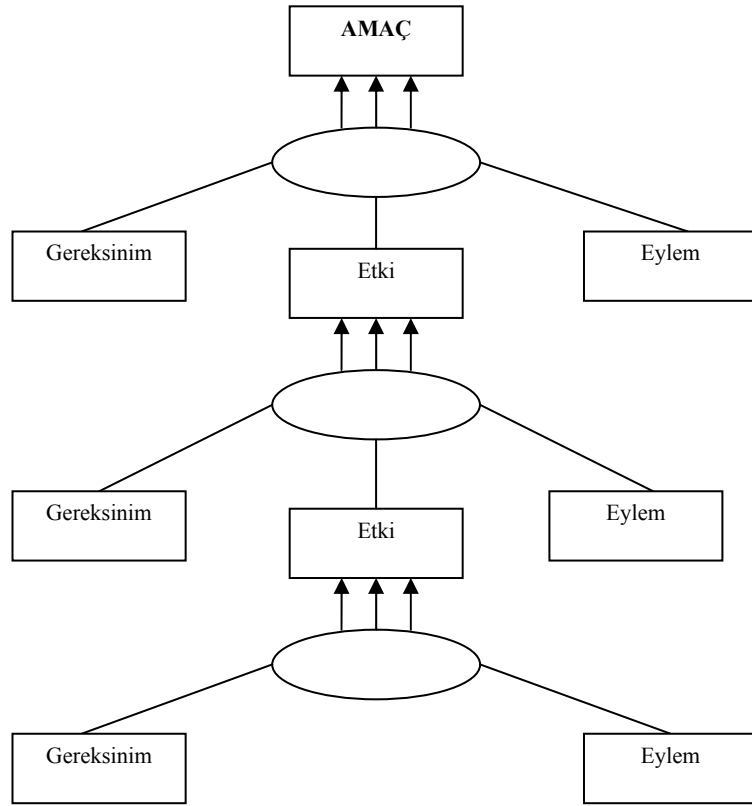 AMAÇ
Gereksinim
Etki
Eylem
Gereksinim
Etki
Eylem
Gereksinim
Eylem